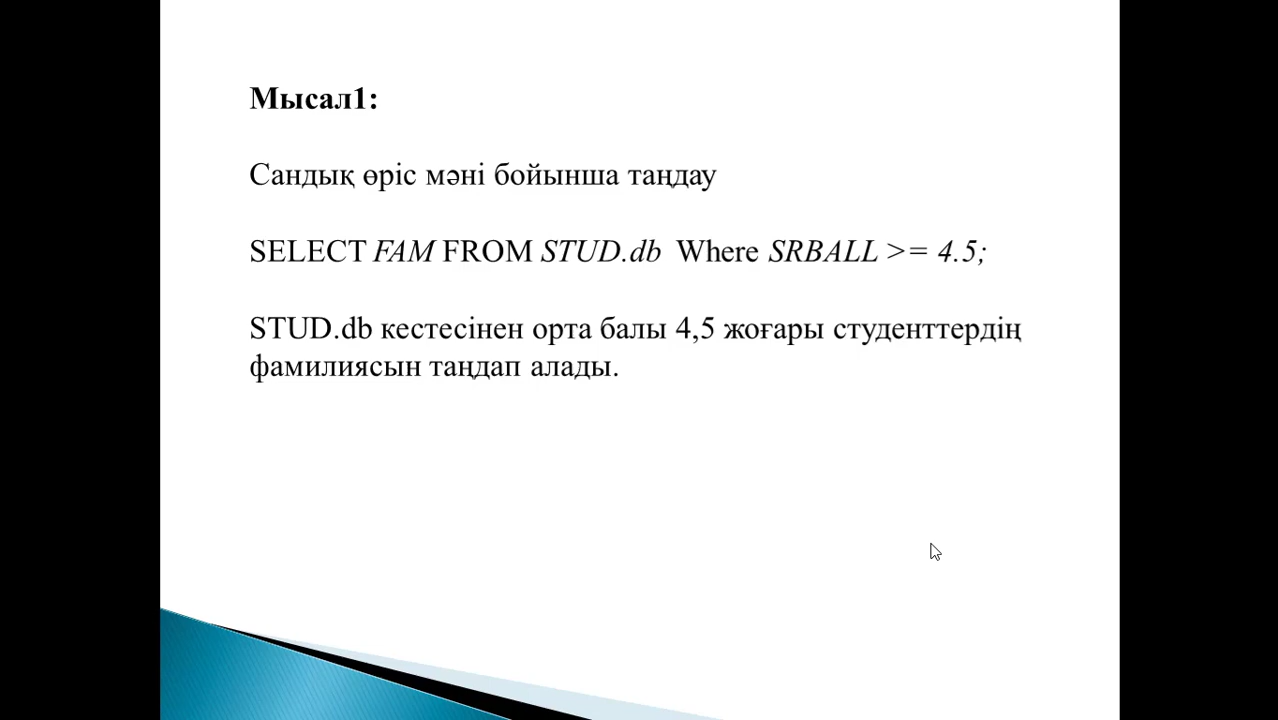 Мысал1:
Сандық өріс мәні бойынша таңдау
SELECT FAM FROM STUD.db Where SRBALL >= 4.5;
STUD.db кестесінен орта балы 4,5 жоғары студенттердің
фамилиясын таңдап алады.